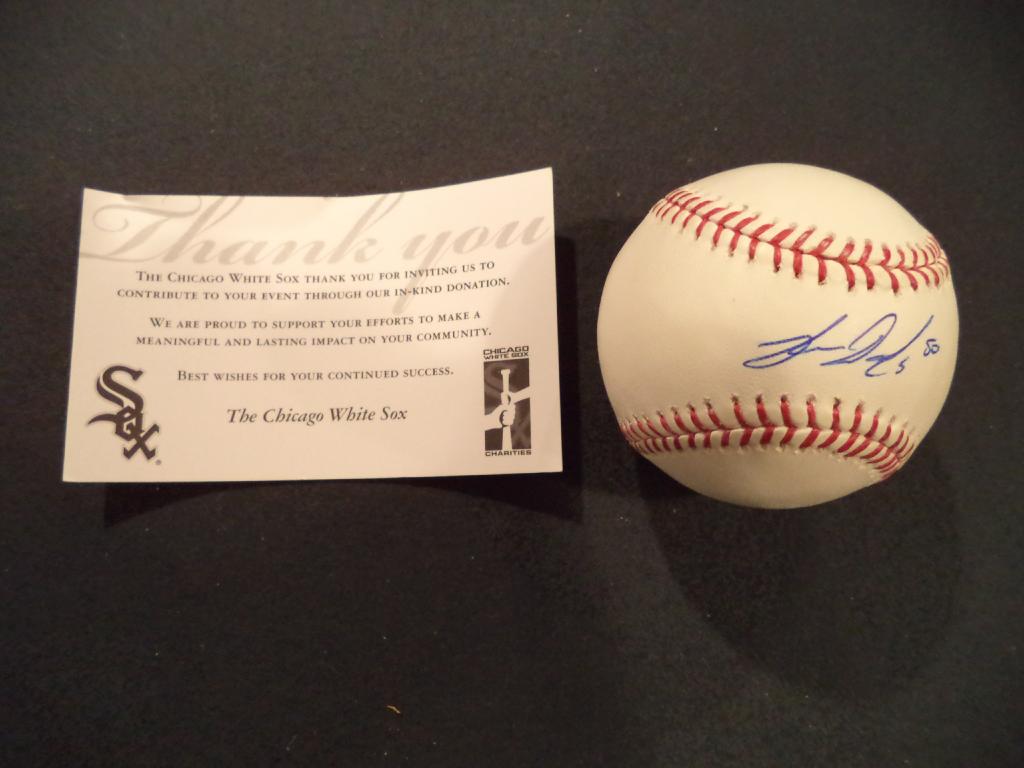 Thank you
THE CHICAGO WHITE SOX THANK YOU FOR INVITING US TO
CONTRIBUTE TO YOUR EVENT THROUGH OUR IN-KIND DONATION.
WE ARE PROUD TO SUPPORT YOUR EFFORTS TO MAKE A
MEANINGFUL AND LASTING IMPACT ON YOUR COMMUNITY.
BEST WISHES FOR YOUR CONTINUED SUCCESS.
The Chicago White Sox
Sox
CHICAGO
WHITE SOX
CHARITIES
50